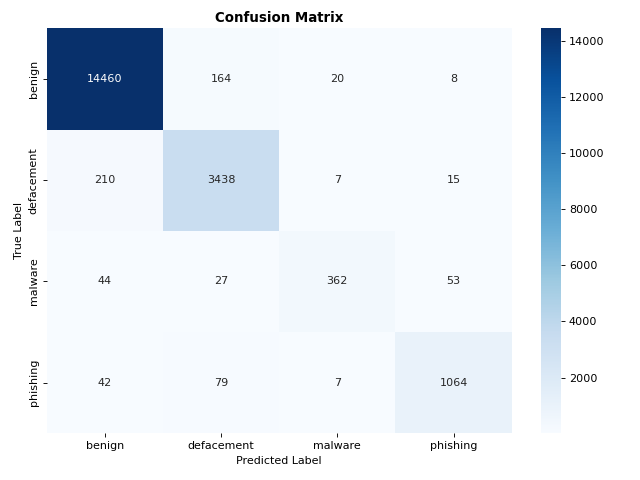 Confusion Matrix
14460 164 20 8
210 3438 7 15
44 27 362 53
42 79 7 1064
benign
defacement
malware
phishing
True Label
benign defacement malware phishing
Predicted Label
14000
12000
10000
8000
6000
4000
2000